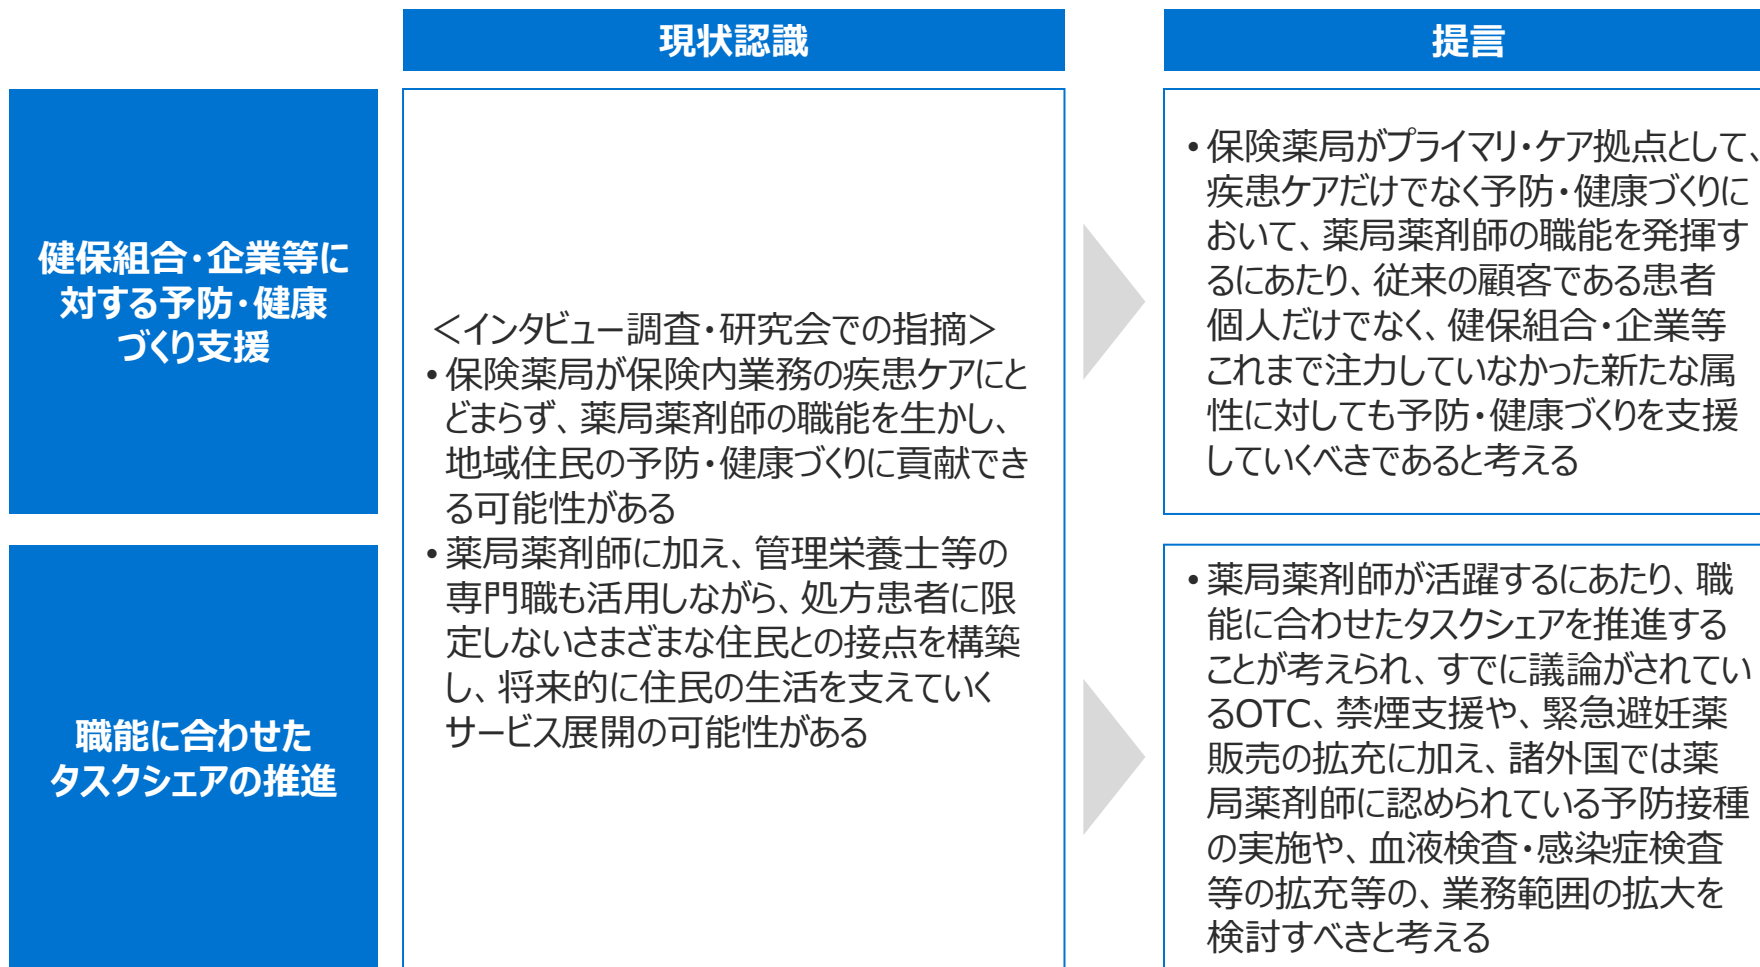 現状認識
提言
健保組合・企業等に
対する予防・健康
づくり支援
＜インタビュー調査・研究会での指摘＞
• 保険薬局が保険内業務の疾患ケアにと
どまらず、薬局薬剤師の職能を生かし、
地域住民の予防・健康づくりに貢献でき
る可能性がある
• 薬局薬剤師に加え、管理栄養士等の
専門職も活用しながら、処方患者に限
定しないさまざまな住民との接点を構築
し、将来的に住民の生活を支えていく
サービス展開の可能性がある
• 保険薬局がプライマリ・ケア拠点として、
疾患ケアだけでなく予防・健康づくりに
おいて、薬局薬剤師の職能を発揮す
るにあたり、従来の顧客である患者
個人だけでなく、健保組合・企業等
これまで注力していなかった新たな属
性に対しても予防・健康づくりを支援
していくべきであると考える
職能に合わせた
タスクシェアの推進
• 薬局薬剤師が活躍するにあたり、職
能に合わせたタスクシェアを推進する
ことが考えられ、すでに議論がされてい
るOTC、禁煙支援や、緊急避妊薬
販売の拡充に加え、諸外国では薬
局薬剤師に認められている予防接種
の実施や、血液検査・感染症検査
等の拡充等の、業務範囲の拡大を
検討すべきと考える